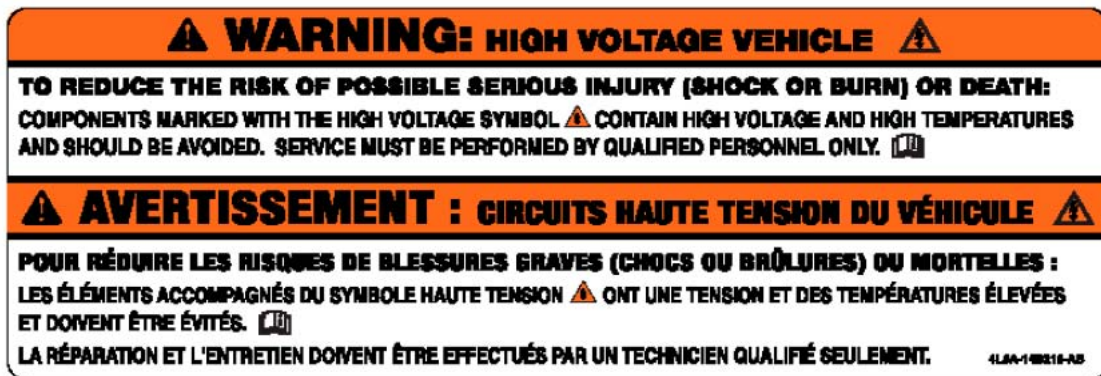 WARNING: HIGH VOLTAGE VEHICLE
TO REDUCE THE RISK OF POSSIBLE SERIOUS INJURY (SHOCK OR BURN) OR DEATH:
COMPONENTS MARKED WITH THE HIGH VOLTAGE SYMBOL CONTAIN HIGH VOLTAGE AND HIGH TEMPERATURES
AND SHOULD BE AVOIDED. SERVICE MUST BE PERFORMED BY QUALIFIED PERSONNEL ONLY.
AVERTISSEMENT : CIRCUITS HAUTE TENSION DU VÉHICULE
POUR RÉDUIRE LES RISQUES DE BLESSURES GRAVES (CHOCS OU BRÛLURES) OU MORTELLES :
LES ÉLÉMENTS ACCOMPAGNÉS DU SYMBOLE HAUTE TENSION ONT UNE TENSION ET DES TEMPÉRATURES ÉLEVÉES
ET DOIVENT ÊTRE ÉVITÉS.
LA RÉPARATION ET L'ENTRETIEN DOIVENT ÊTRE EFFECTUÉS PAR UN TECHNICIEN QUALIFIÉ SEULEMENT.